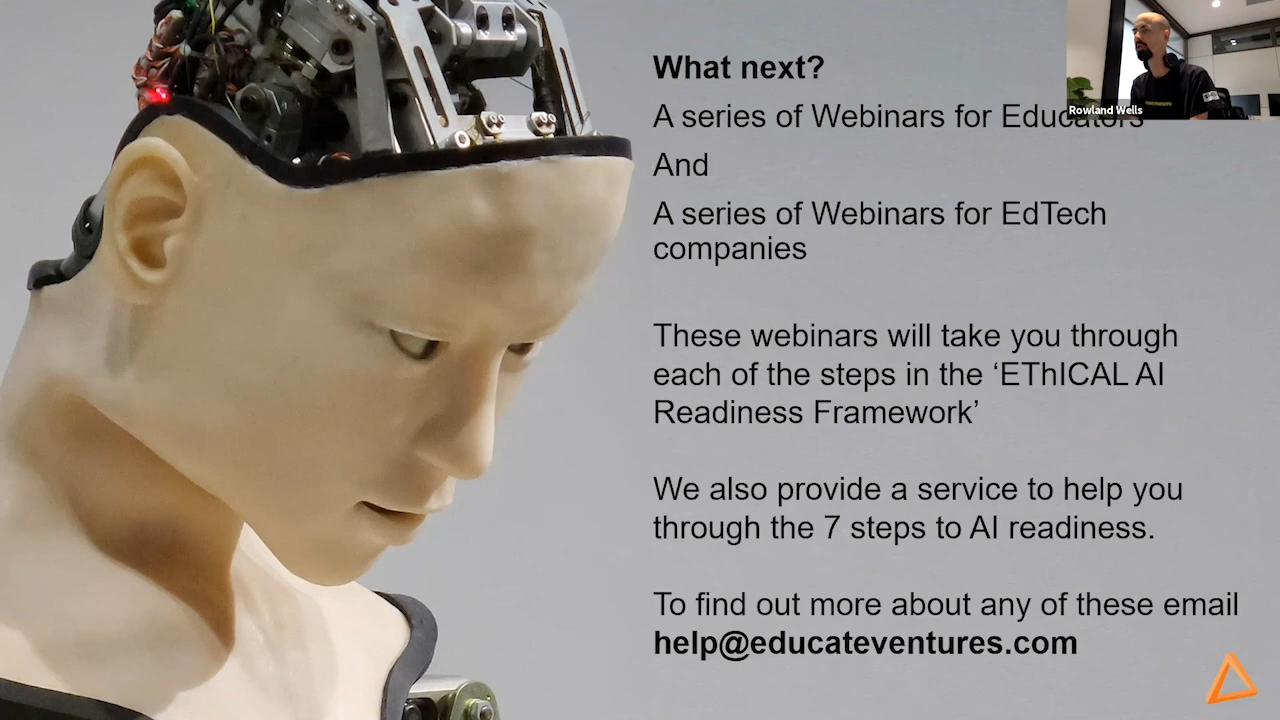 What next?
Rowland Wells
A series of Webinars for Educators
And
A series of Webinars for EdTech
companies
These webinars will take you through
each of the steps in the ‘EThICAL AI
Readiness Framework’
We also provide a service to help you
through the 7 steps to AI readiness.
To find out more about any of these email
help@educateventures.com